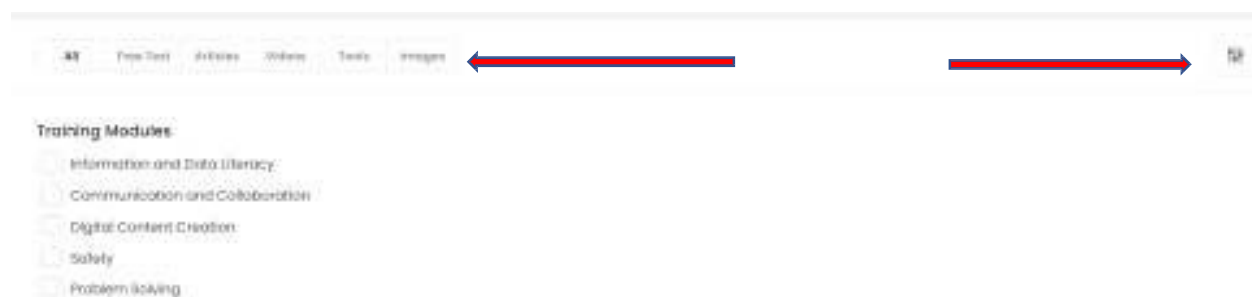 All Free Text Articles Videos Tools Images
Training Modules
Information and Data Literacy
Communication and Collaboration
Digital Content Creation
Safety
Problem Solving